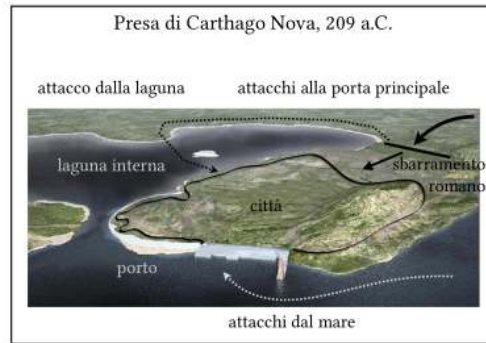 Presa di Carthago Nova, 209 a.C.
attacco dalla laguna
attacchi alla porta principale
laguna interna
sbarramento
romano
città
porto
attacchi dal mare